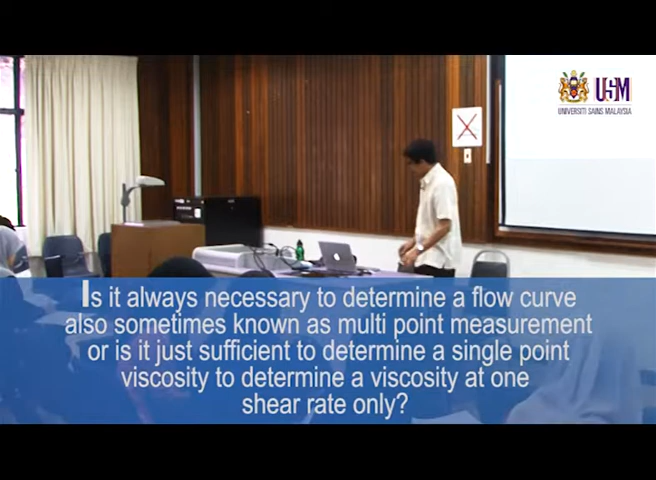 USM
UNIVERSITI SAINS MALAYSIA
Is it always necessary to determine a flow curve
also sometimes known as multi point measurement
or is it just sufficient to determine a single point
viscosity to determine a viscosity at one
shear rate only?